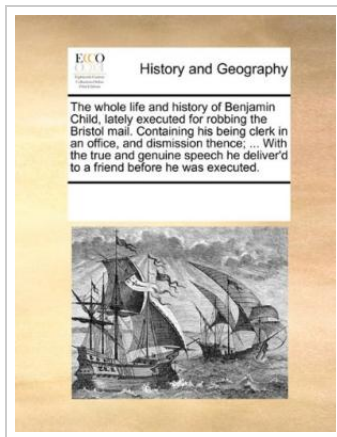 ECCO
History and Geography
The whole life and history of Benjamin
Child, lately executed for robbing the
Bristol mail. Containing his being clerk in
an office, and dismission thence; ... With
the true and genuine speech he deliver'd
to a friend before he was executed.